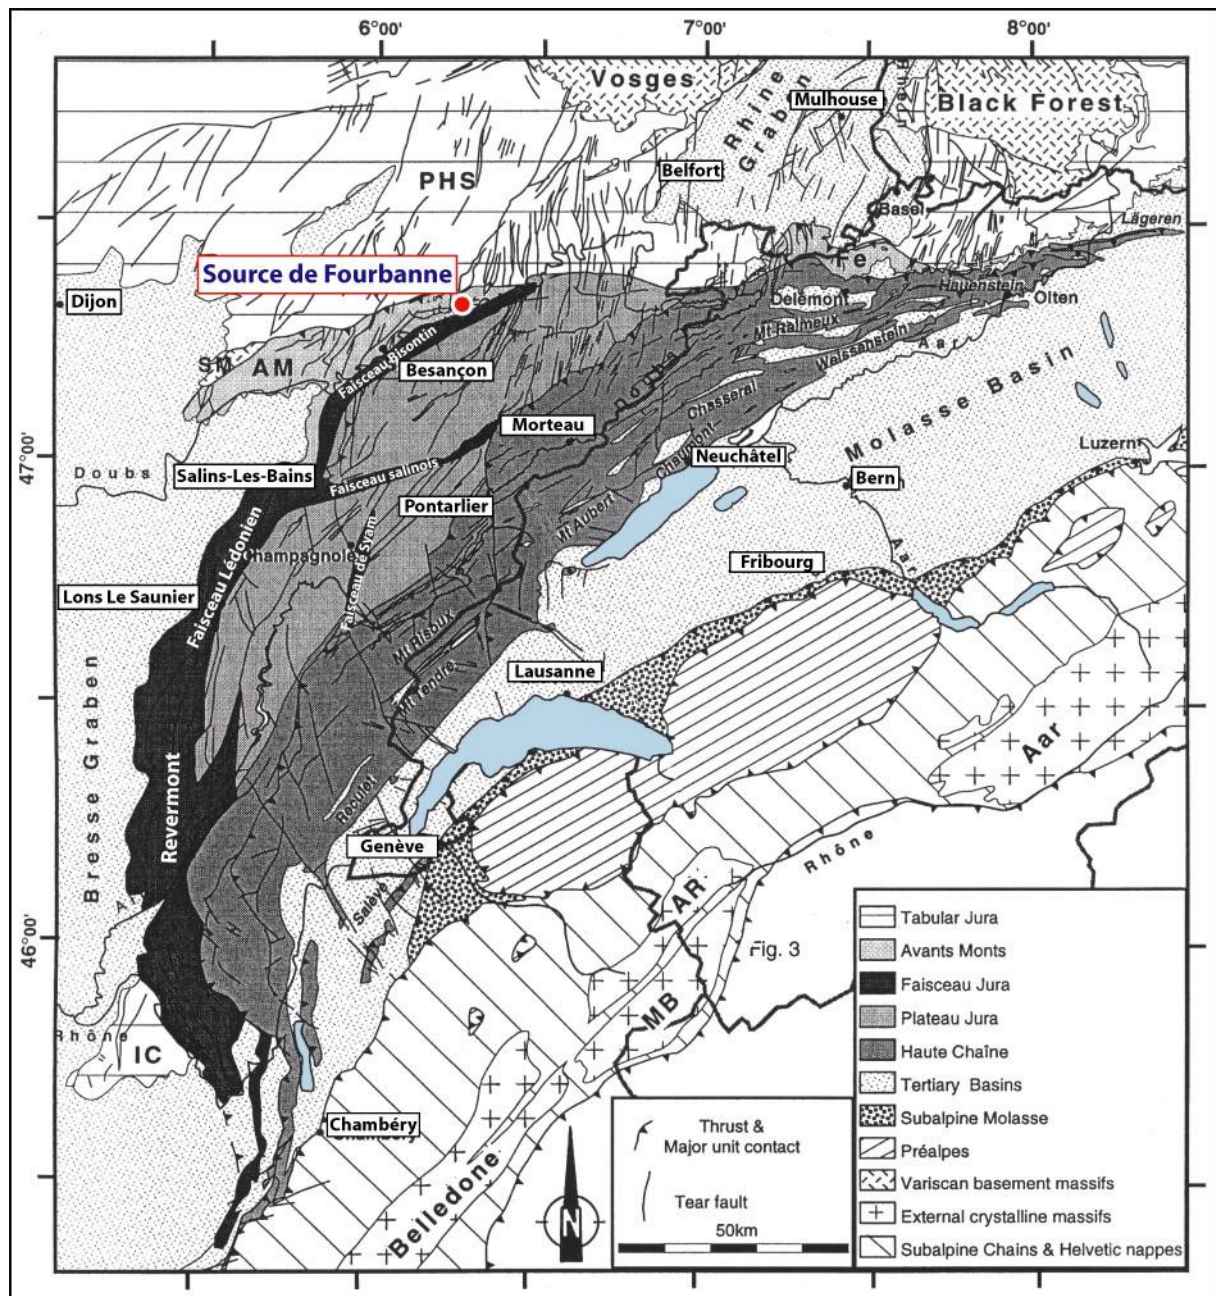 6°00'
7°00'
8°00'
Vosges
Mulhouse
Black Forest
Rhine
Graben
Belfort
PHS
Basel
Lägeren
Source de Fourbanne
Fe
Dijon
Delémont
Hauenstein
Olten
Mt Raimeux
Faisceau Bisontin
Weissenstein
Aar
SM
AM
Besançon
Chasseral
Molasse Basin
47°00'
Morteau
Doubs
Salins-Les-Bains
Chaumont
Neuchâtel
Luzern
Faisceau salinois
Bern
Pontarlier
Mt Aubert
Champagnole
Faisceau de Syam
Aar
Fribourg
Lons Le Saunier
Faisceau Lédonien
Mt Risoux
Lausanne
Mt Tendre
Bresse Graben
Aar
Revermont
Reculet
Genève
Rhône
Salève
AR
46°00'
Fig. 3
MB
Rhône
IC
Chambéry
Belledone
Tabular Jura
Avants Monts
Faisceau Jura
Plateau Jura
Haute Chaîne
Tertiary Basins
Subalpine Molasse
Préalpes
Variscan basement massifs
External crystalline massifs
Subalpine Chains & Helvetic nappes
Thrust &
Major unit contact
Tear fault
50km
N